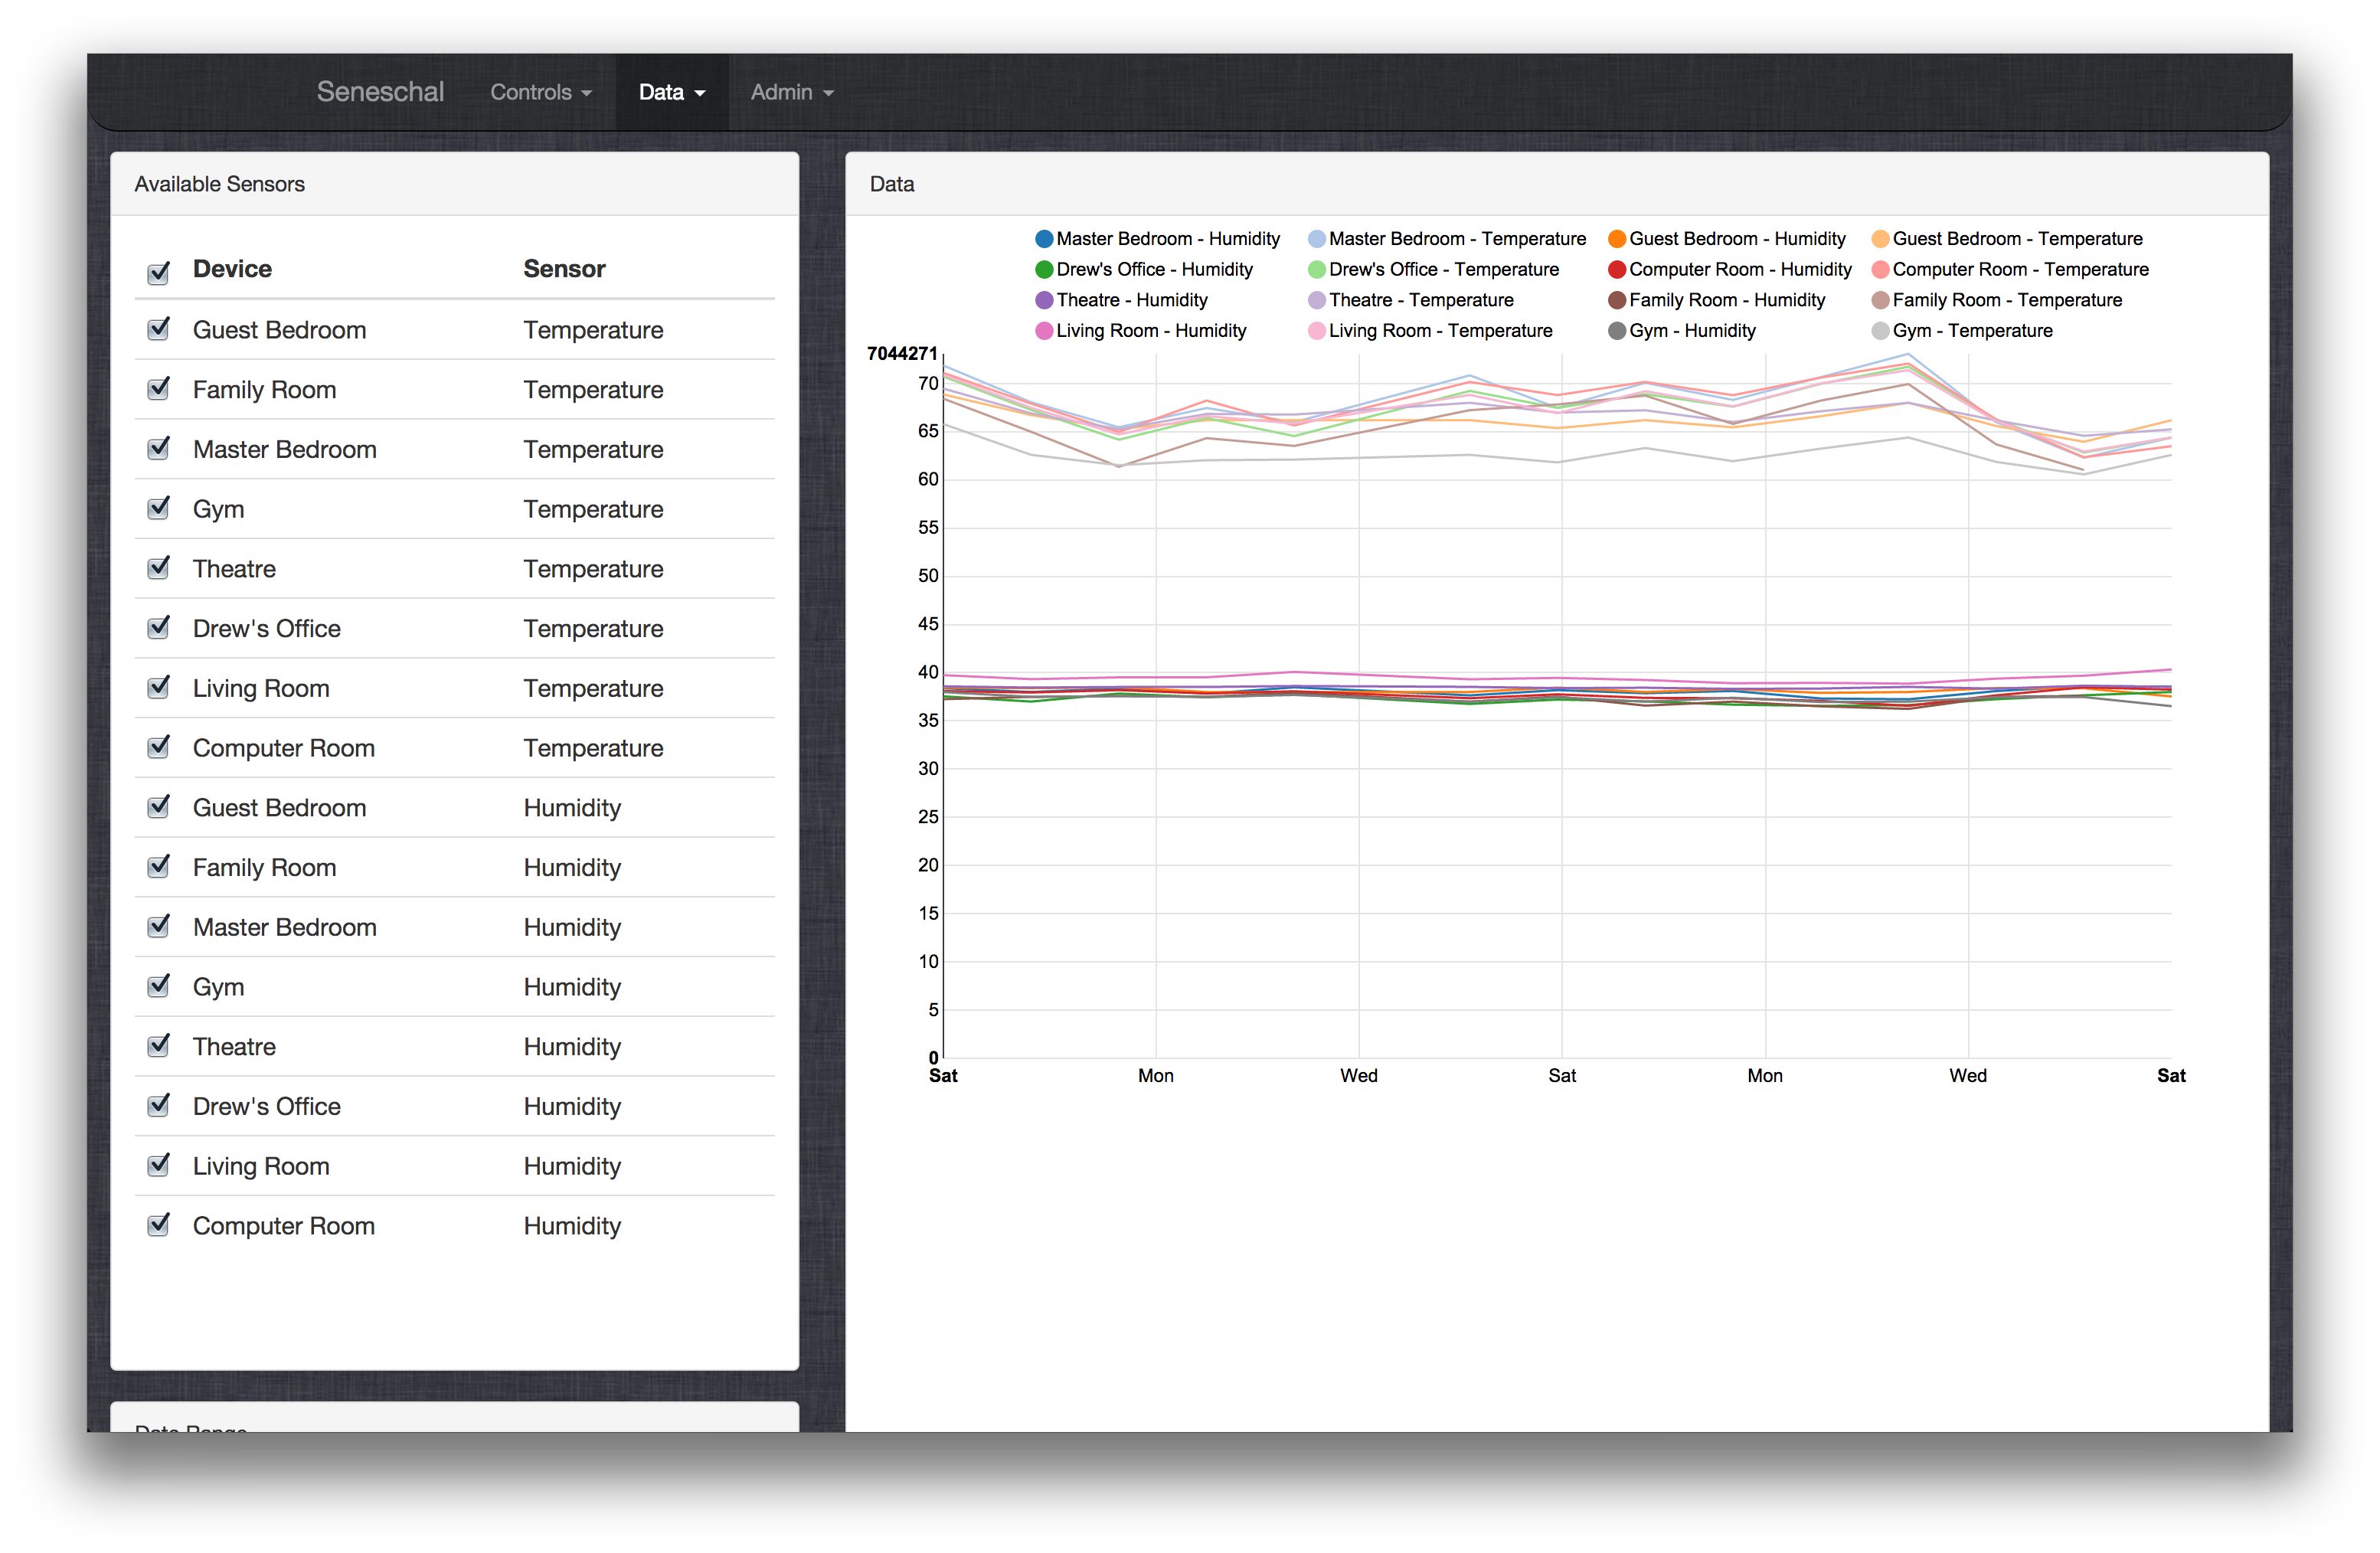 Seneschal Controls Data Admin
Available Sensors
Device Sensor
Guest Bedroom Temperature
Family Room Temperature
Master Bedroom Temperature
Gym Temperature
Theatre Temperature
Drew's Office Temperature
Living Room Temperature
Computer Room Temperature
Guest Bedroom Humidity
Family Room Humidity
Master Bedroom Humidity
Gym Humidity
Theatre Humidity
Drew's Office Humidity
Living Room Humidity
Computer Room Humidity
Date Range
Data
Master Bedroom - Humidity Master Bedroom - Temperature Guest Bedroom - Humidity Guest Bedroom - Temperature
Drew's Office - Humidity Drew's Office - Temperature Computer Room - Humidity Computer Room - Temperature
Theatre - Humidity Theatre - Temperature Family Room - Humidity Family Room - Temperature
Living Room - Humidity Living Room - Temperature Gym - Humidity Gym - Temperature
7044271
70
65
60
55
50
45
40
35
30
25
20
15
10
5
0
Sat Mon Wed Sat Mon Wed Sat